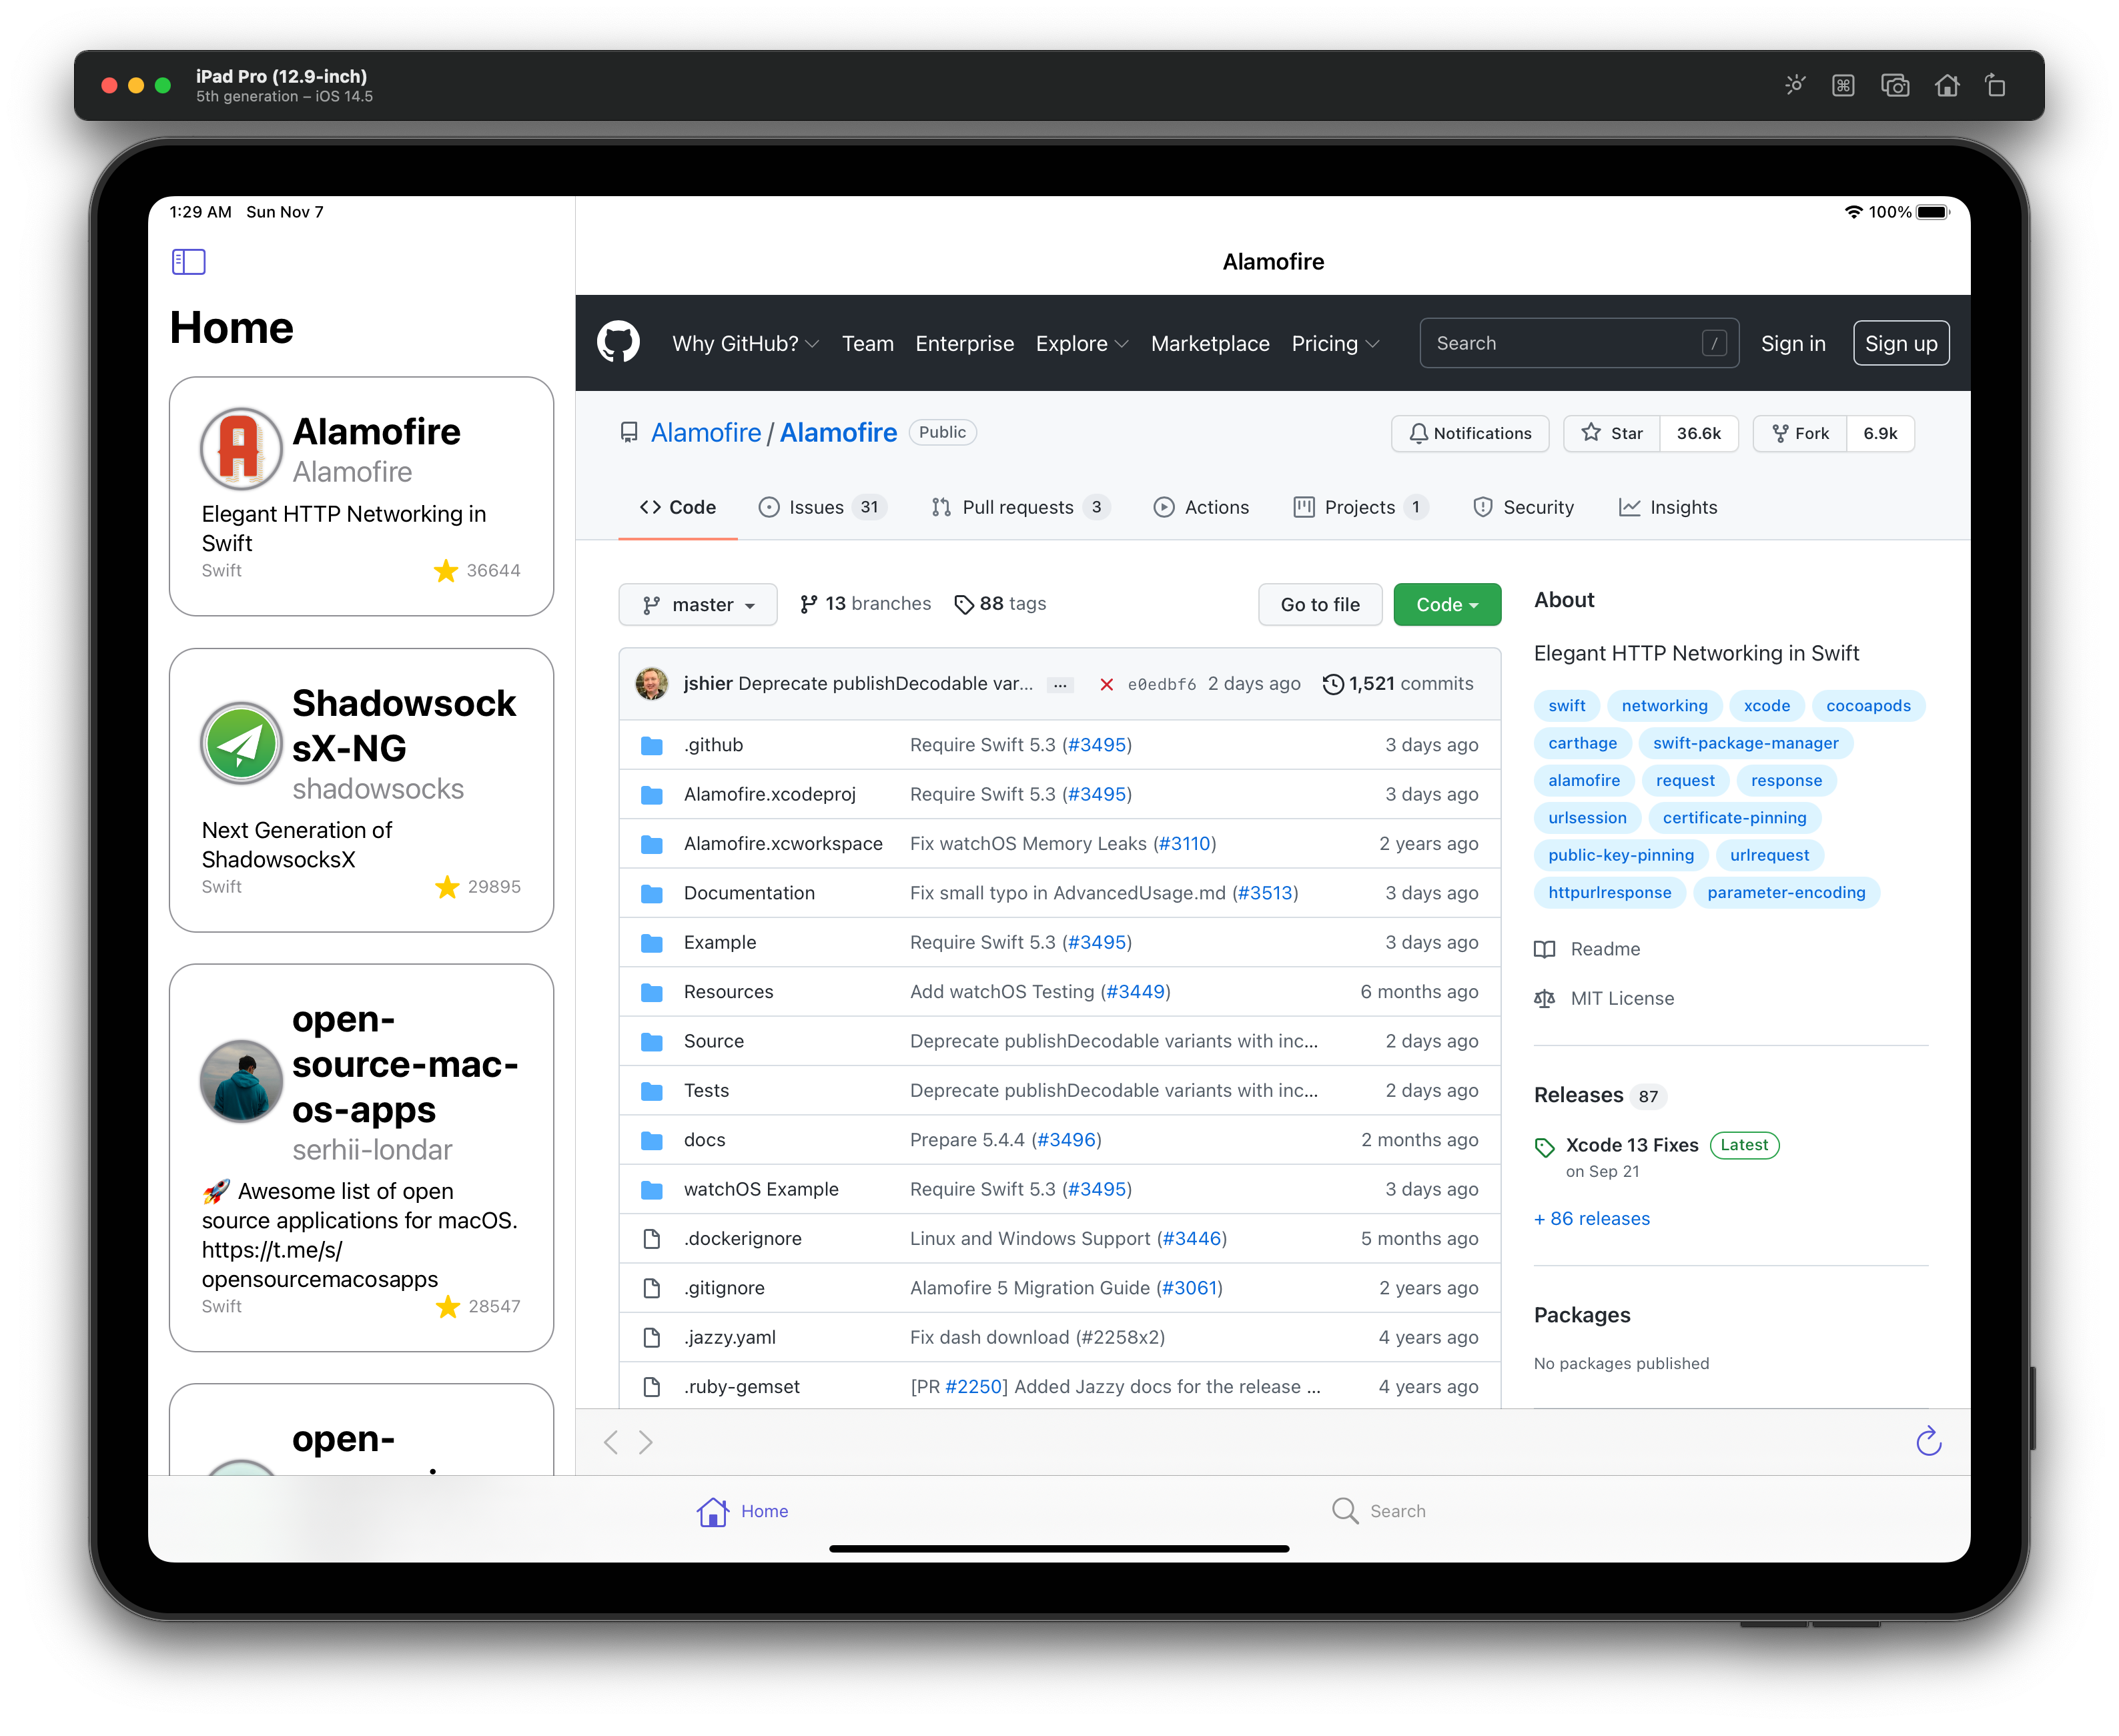 iPad Pro (12.9-inch)
5th generation – iOS 14.5
1:29 AM Sun Nov 7
100%
Home
Alamofire
Alamofire
Elegant HTTP Networking in
Swift
Swift 36644
Shadowsock
sX-NG
shadowsocks
Next Generation of
ShadowsocksX
Swift 29895
open-
source-mac-
os-apps
serhii-londar
🚀 Awesome list of open
source applications for macOS.
https://t.me/s/
opensourcemacosapps
Swift 28547
open-
Alamofire
Why GitHub? Team Enterprise Explore Marketplace Pricing Search / Sign in Sign up
Alamofire / Alamofire Public
Notifications Star 36.6k Fork 6.9k
Code Issues 31 Pull requests 3 Actions Projects 1 Security Insights
master 13 branches 88 tags Go to file Code
jshier Deprecate publishDecodable var... ... e0edbf6 2 days ago 1,521 commits
.github Require Swift 5.3 (#3495) 3 days ago
Alamofire.xcodeproj Require Swift 5.3 (#3495) 3 days ago
Alamofire.xcworkspace Fix watchOS Memory Leaks (#3110) 2 years ago
Documentation Fix small typo in AdvancedUsage.md (#3513) 3 days ago
Example Require Swift 5.3 (#3495) 3 days ago
Resources Add watchOS Testing (#3449) 6 months ago
Source Deprecate publishDecodable variants with inc... 2 days ago
Tests Deprecate publishDecodable variants with inc... 2 days ago
docs Prepare 5.4.4 (#3496) 2 months ago
watchOS Example Require Swift 5.3 (#3495) 3 days ago
.dockerignore Linux and Windows Support (#3446) 5 months ago
.gitignore Alamofire 5 Migration Guide (#3061) 2 years ago
.jazzy.yaml Fix dash download (#2258x2) 4 years ago
.ruby-gemset [PR #2250] Added Jazzy docs for the release ... 4 years ago
About
Elegant HTTP Networking in Swift
swift networking xcode cocoapods
carthage swift-package-manager
alamofire request response
urlsession certificate-pinning
public-key-pinning urlrequest
httpurlresponse parameter-encoding
Readme
MIT License
Releases 87
Xcode 13 Fixes Latest
on Sep 21
+ 86 releases
Packages
No packages published
Home Search